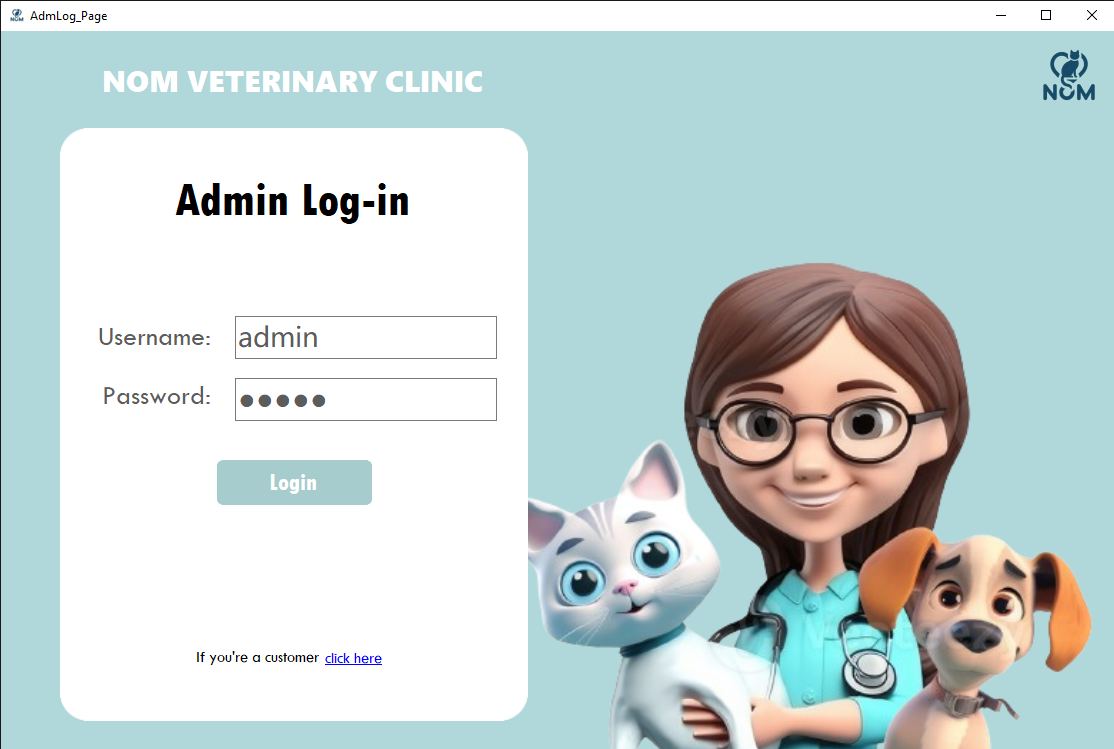 AdmLog_Page
NOM VETERINARY CLINIC
NOM
Admin Log-in
Username: admin
Password: ●●●●●
Login
If you're a customer click here